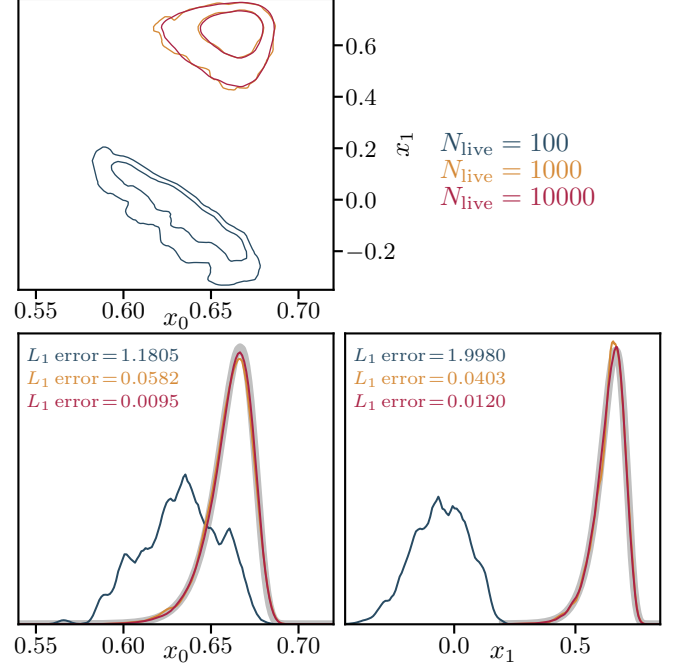 0.6
0.4
0.2
0.0
−0.2
x₁
N_live = 100
N_live = 1000
N_live = 10000
0.55 0.60 0.65 0.70
x₀
L₁ error=1.1805
L₁ error=0.0582
L₁ error=0.0095
L₁ error=1.9980
L₁ error=0.0403
L₁ error=0.0120
0.55 0.60 0.65 0.70
x₀
0.0 0.5
x₁